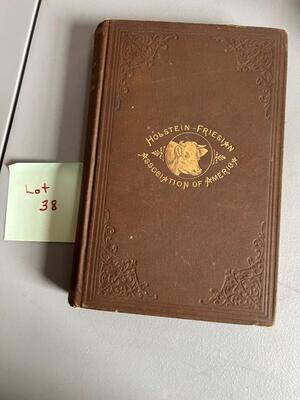 HOLSTEIN-FRIESIAN
ASSOCIATION OF AMERICA
Lot
38